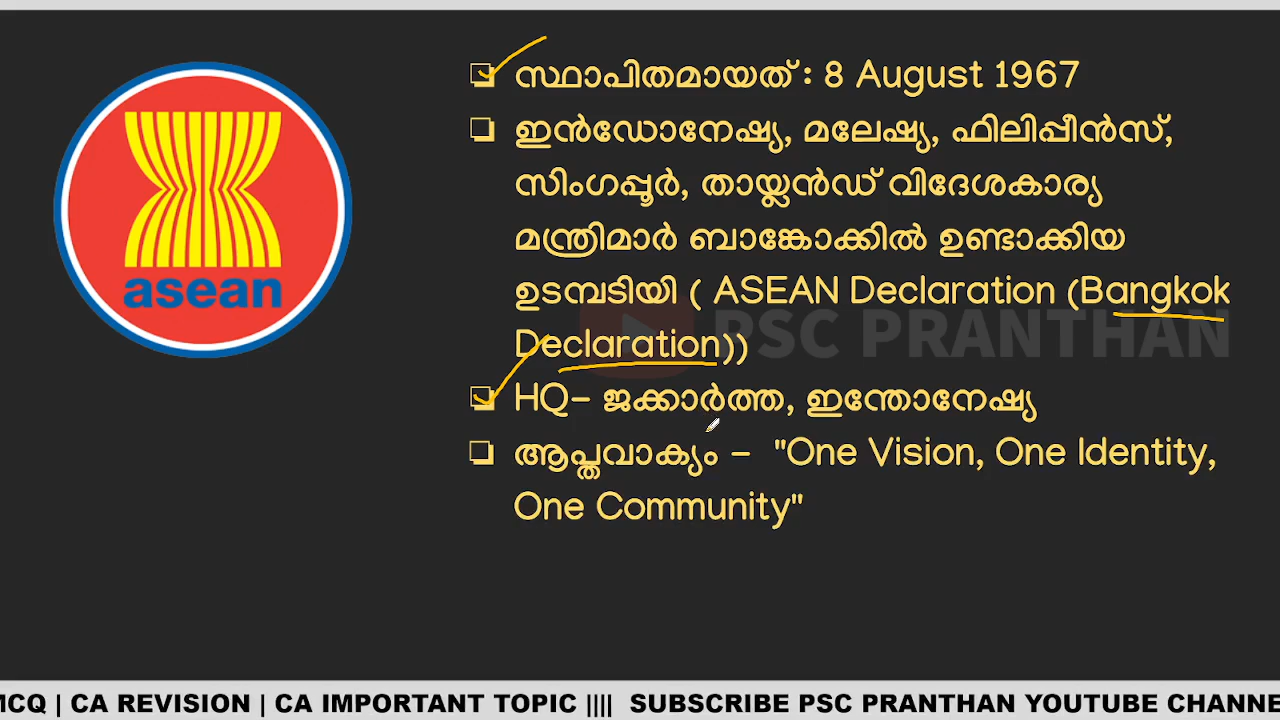 സ്ഥാപിതമായത് : 8 August 1967
ഇൻഡോനേഷ്യ, മലേഷ്യ, ഫിലിപ്പീൻസ്,
സിംഗപ്പൂർ, തായ്ലൻഡ് വിദേശകാര്യ
മന്ത്രിമാർ ബാങ്കോക്കിൽ ഉണ്ടാക്കിയ
ഉടമ്പടിയി ( ASEAN Declaration (Bangkok
Declaration))
PSC PRANTHAN
HQ- ജക്കാർത്ത, ഇന്തോനേഷ്യ
ആപ്തവാക്യം - "One Vision, One Identity,
One Community"
asean
MCQ | CA REVISION | CA IMPORTANT TOPIC |||| SUBSCRIBE PSC PRANTHAN YOUTUBE CHANNE